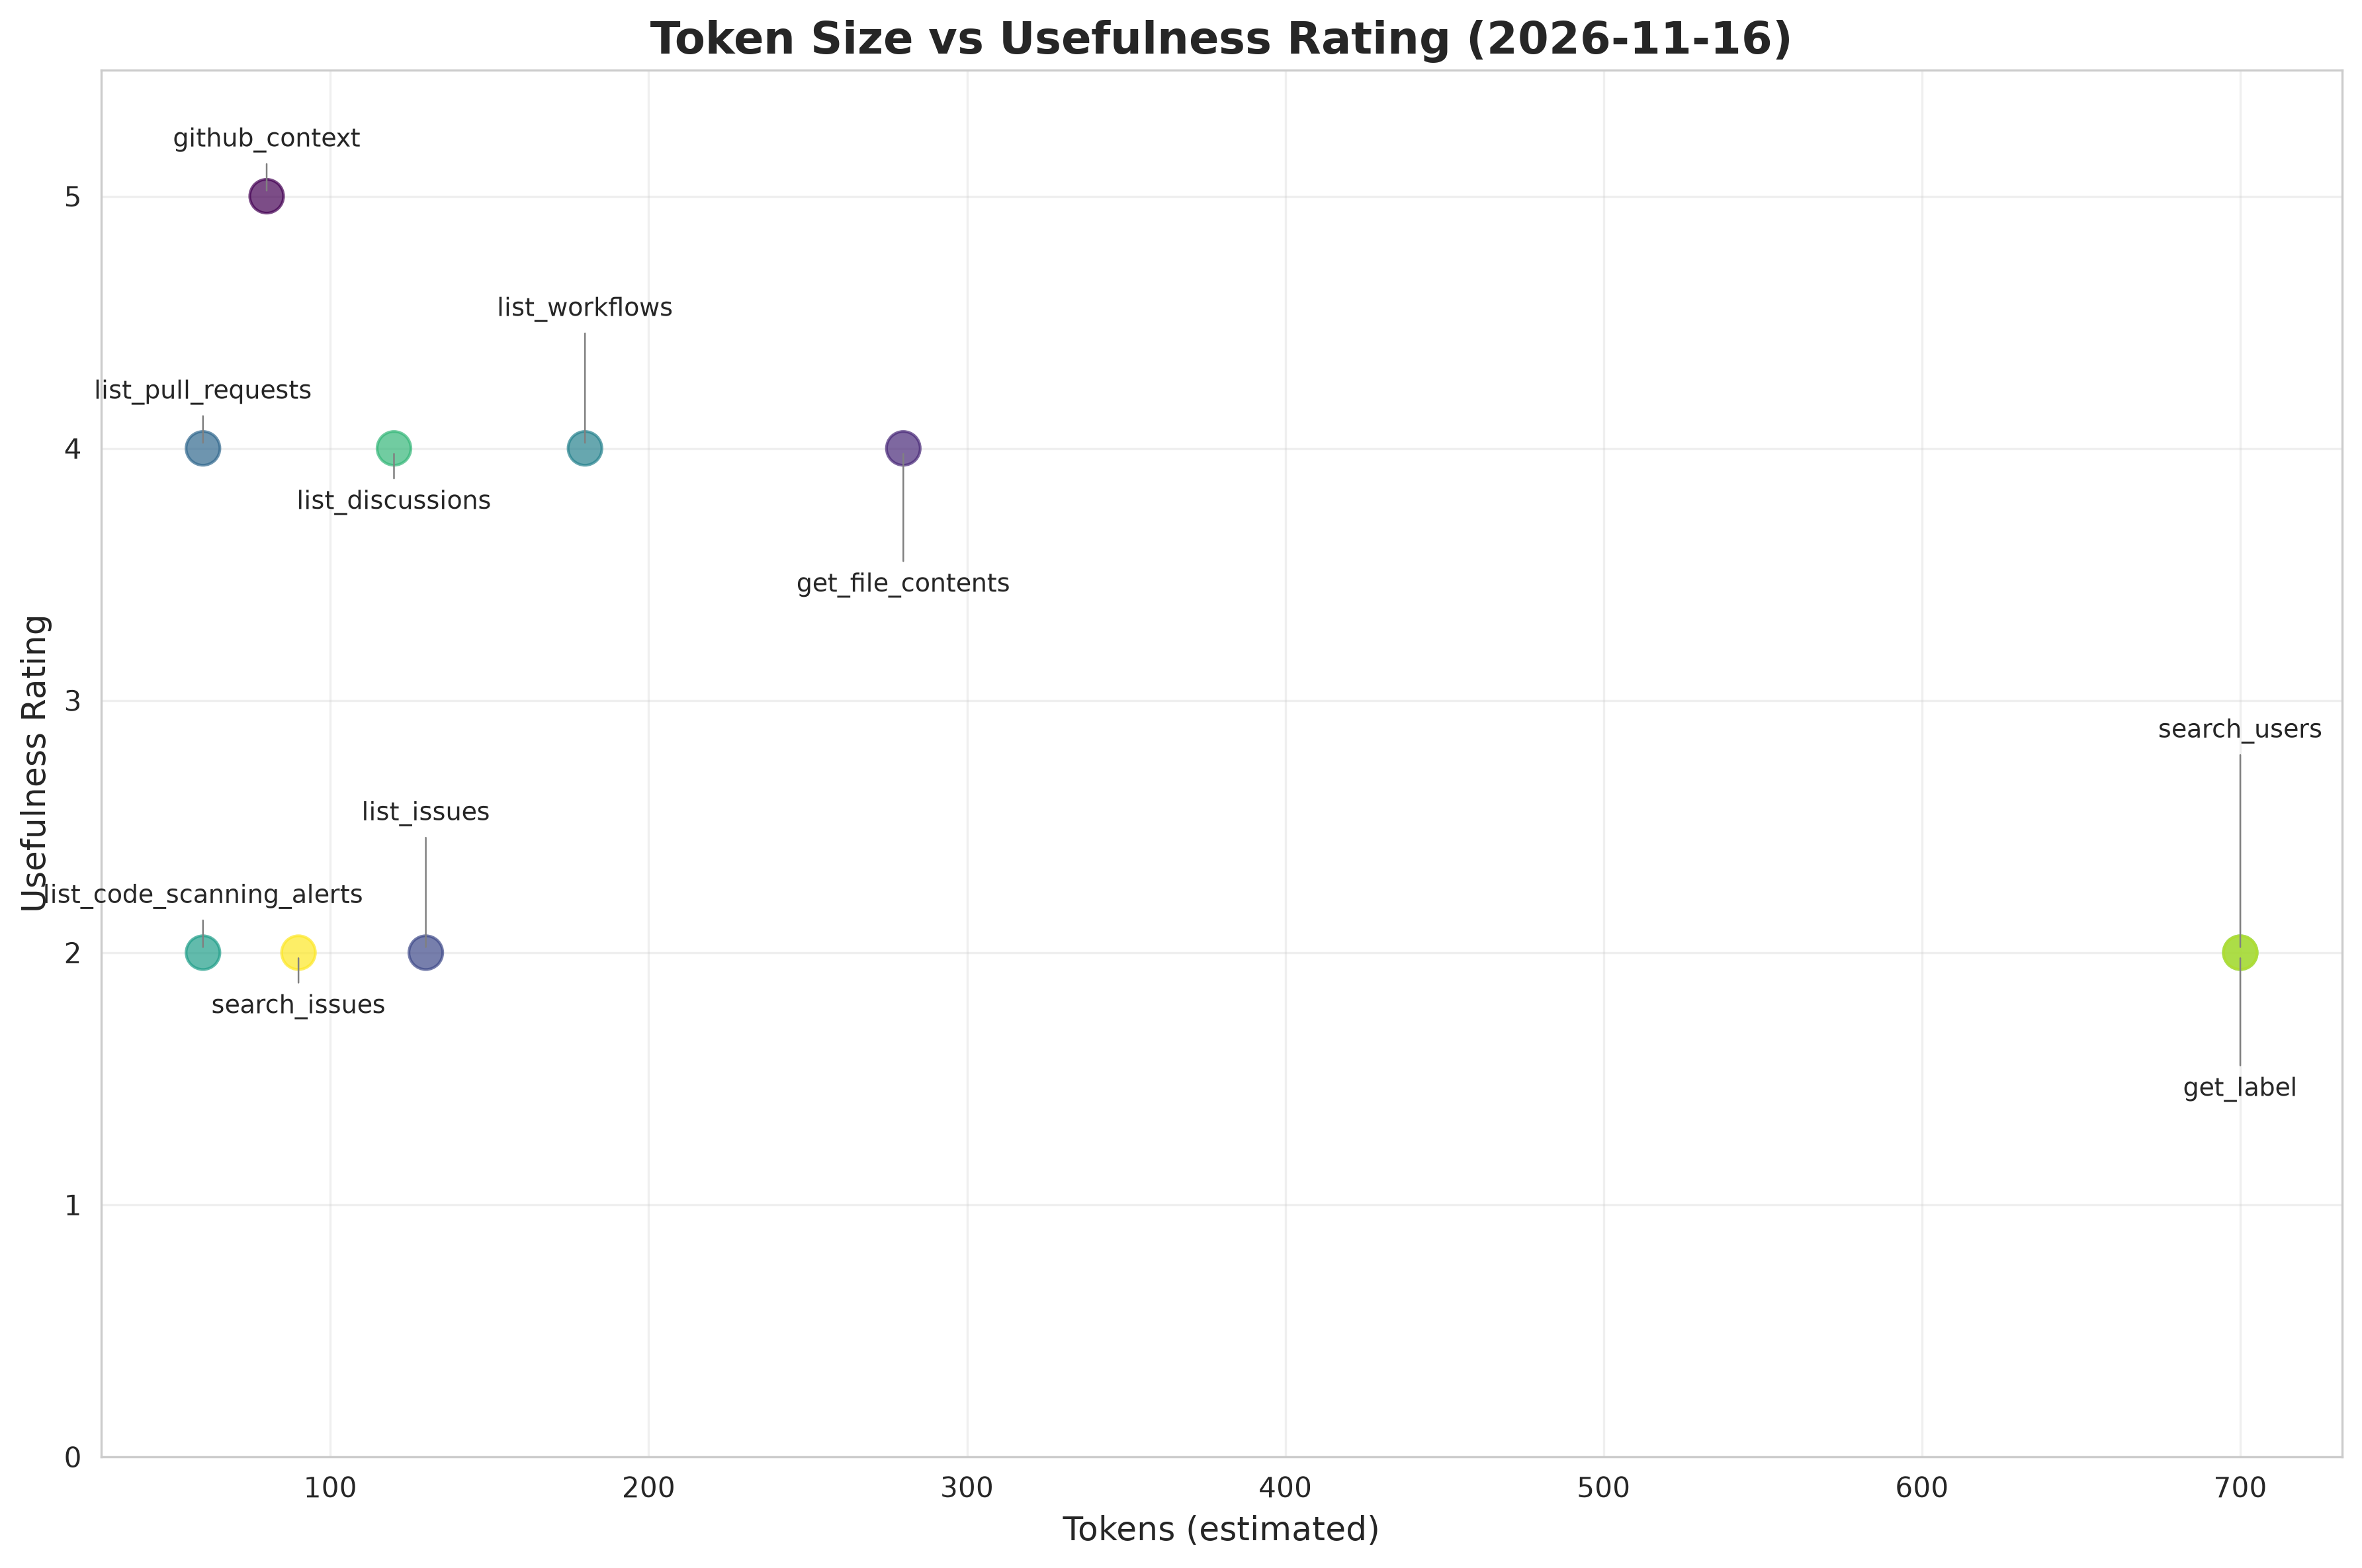 Token Size vs Usefulness Rating (2026-11-16)
github_context
5
list_workflows
list_pull_requests
4
list_discussions
get_file_contents
Usefulness Rating
3
search_users
list_issues
list_code_scanning_alerts
2
search_issues
get_label
1
0
100 200 300 400 500 600 700
Tokens (estimated)